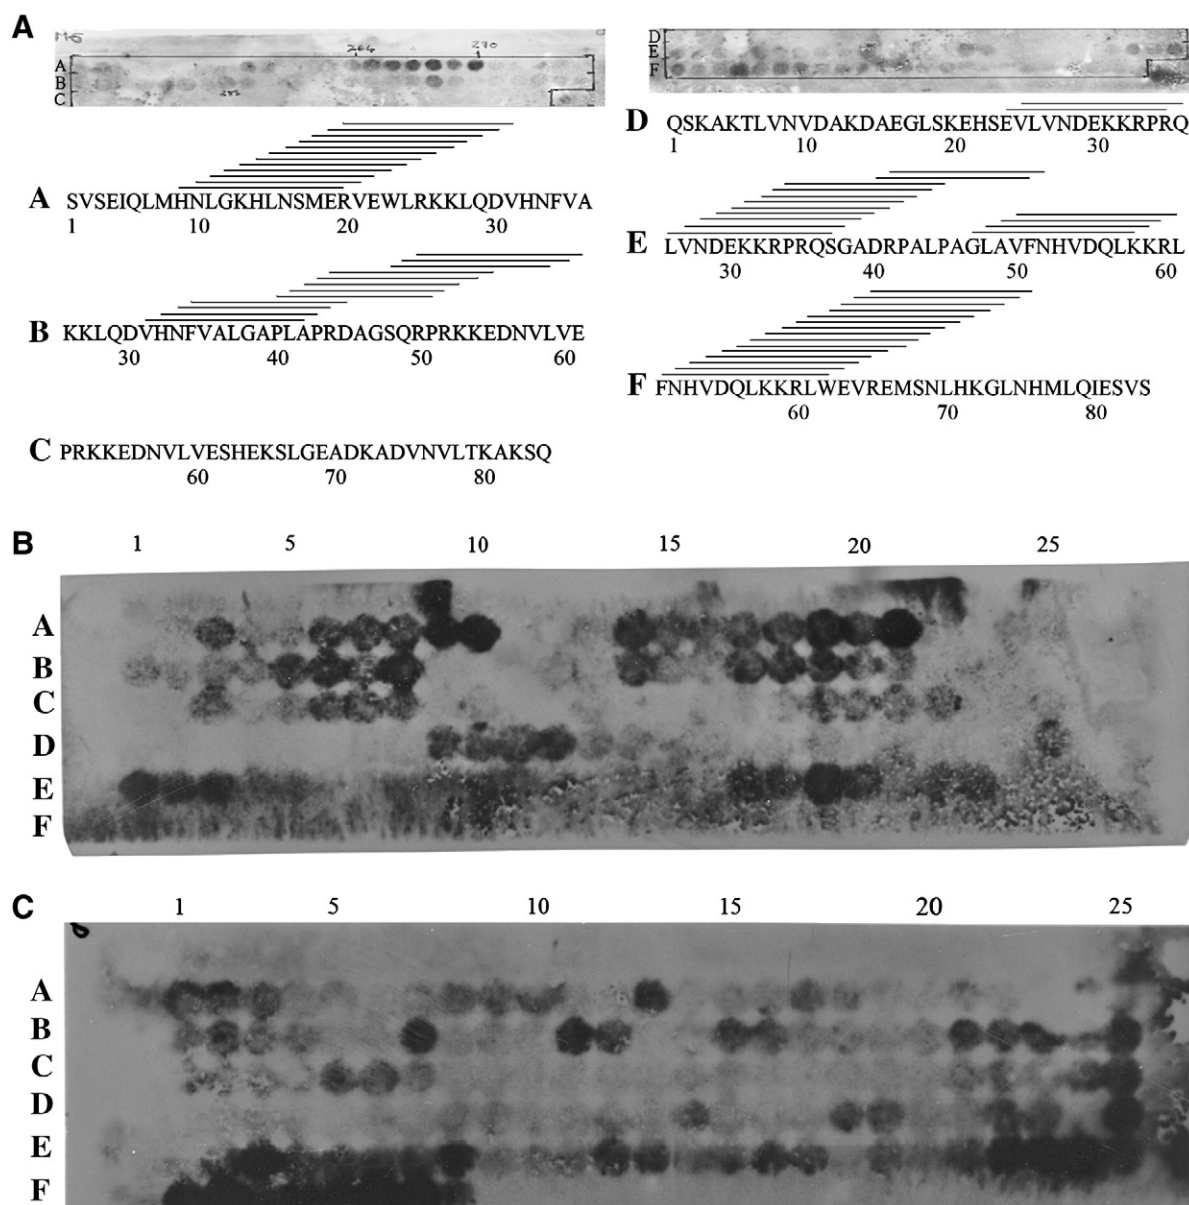 A
M-6
264 270
A
B
C
D
E
F
A SVSEIQLMHNLGKHLNSMERVEWLRKKLQDVHNFVA
1 10 20 30
B KKLQDVHNFVALGAPLAPRDAGSQRPRKKEDNVLVE
30 40 50 60
C PRKKEDNVLVESHEKSLGEADKADVNVLTKAKSQ
60 70 80
D QSKAKTLVNVDAKDAEGLSKEHSEVLVNDEKKRPRQ
1 10 20 30
E LVNDEKKRPRQSGADRPALPAGLAVFNHVDQLKKRL
30 40 50 60
F FNHVDQLKKRLWEVREMSNLHKGLNHMLQIESVS
60 70 80
B
1 5 10 15 20 25
A
B
C
D
E
F
C
1 5 10 15 20 25
A
B
C
D
E
F